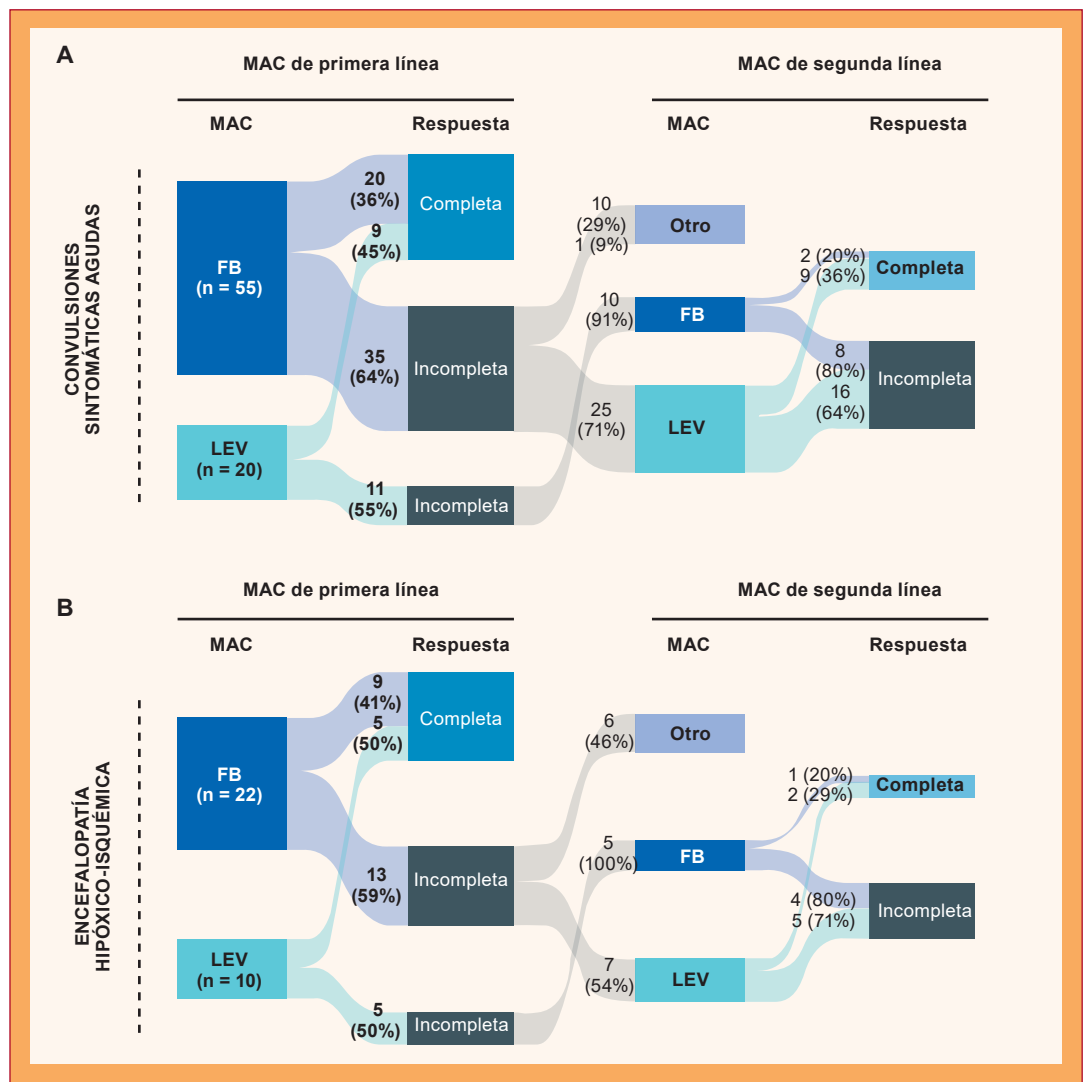 A
MAC de primera línea
MAC de segunda línea
MAC
Respuesta
MAC
Respuesta
CONVULSIONES
SINTOMÁTICAS AGUDAS
FB
(n = 55)
LEV
(n = 20)
20
(36%)
9
(45%)
Completa
35
(64%)
Incompleta
11
(55%)
Incompleta
10
(29%)
1 (9%)
Otro
10
(91%)
FB
25
(71%)
LEV
2 (20%)
9 (36%)
Completa
8
(80%)
16
(64%)
Incompleta
B
MAC de primera línea
MAC de segunda línea
MAC
Respuesta
MAC
Respuesta
ENCEFALOPATÍA
HIPÓXICO-ISQUÉMICA
FB
(n = 22)
LEV
(n = 10)
9
(41%)
5
(50%)
Completa
13
(59%)
Incompleta
5
(50%)
Incompleta
6
(46%)
Otro
5
(100%)
FB
7
(54%)
LEV
1 (20%)
2 (29%)
Completa
4 (80%)
5 (71%)
Incompleta